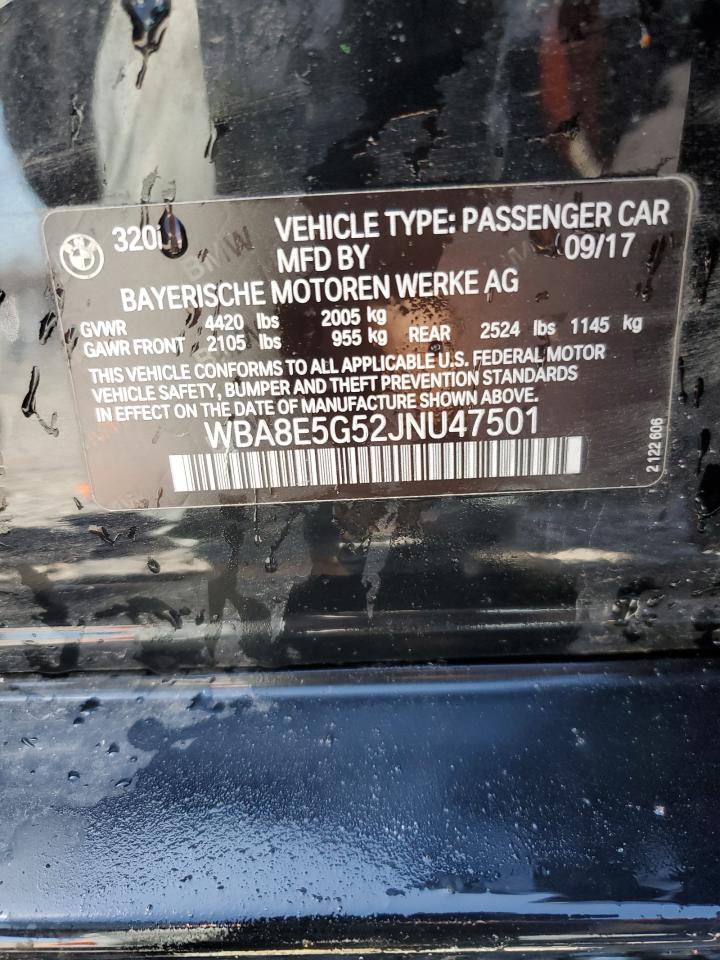 VEHICLE TYPE: PASSENGER CAR
MFD BY 09/17
BAYERISCHE MOTOREN WERKE AG
GVWR 4420 lbs 2005 kg
GAWR FRONT 2105 lbs 955 kg REAR 2524 lbs 1145 kg
THIS VEHICLE CONFORMS TO ALL APPLICABLE U.S. FEDERAL MOTOR
VEHICLE SAFETY, BUMPER AND THEFT PREVENTION STANDARDS
IN EFFECT ON THE DATE OF MANUFACTURE SHOWN ABOVE.
WBA8E5G52JNU47501
2 122 606
BMW